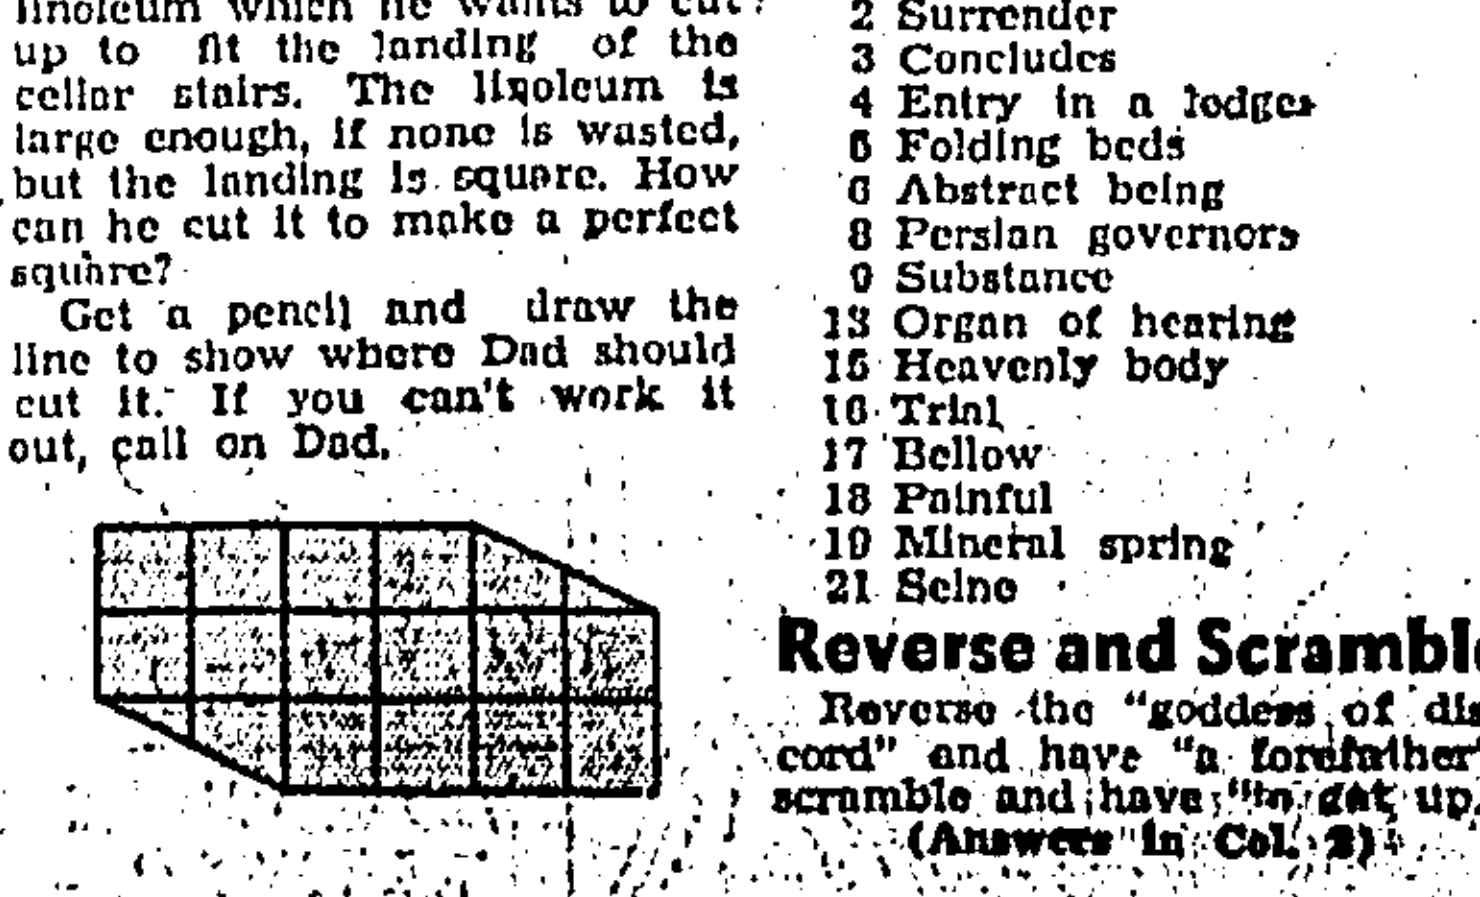 linoleum which he wants to cut
up to fit the landing of the
cellar stairs. The linoleum is
large enough, if none is wasted,
but the landing is square. How
can he cut it to make a perfect
square?
Get a pencil and draw the
line to show where Dad should
cut it. If you can't work it
out, call on Dad.
2 Surrender
3 Concludes
4 Entry in a ledger
5 Folding beds
6 Abstract being
8 Persian governors
9 Substance
13 Organ of hearing
15 Heavenly body
16 Trial
17 Bellow
18 Painful
19 Mineral spring
21 Seine
Reverse and Scramble
Reverse the "goddess of dis
cord" and have "a forefather"
scramble and have "to get up
(Answers in Col. 2)